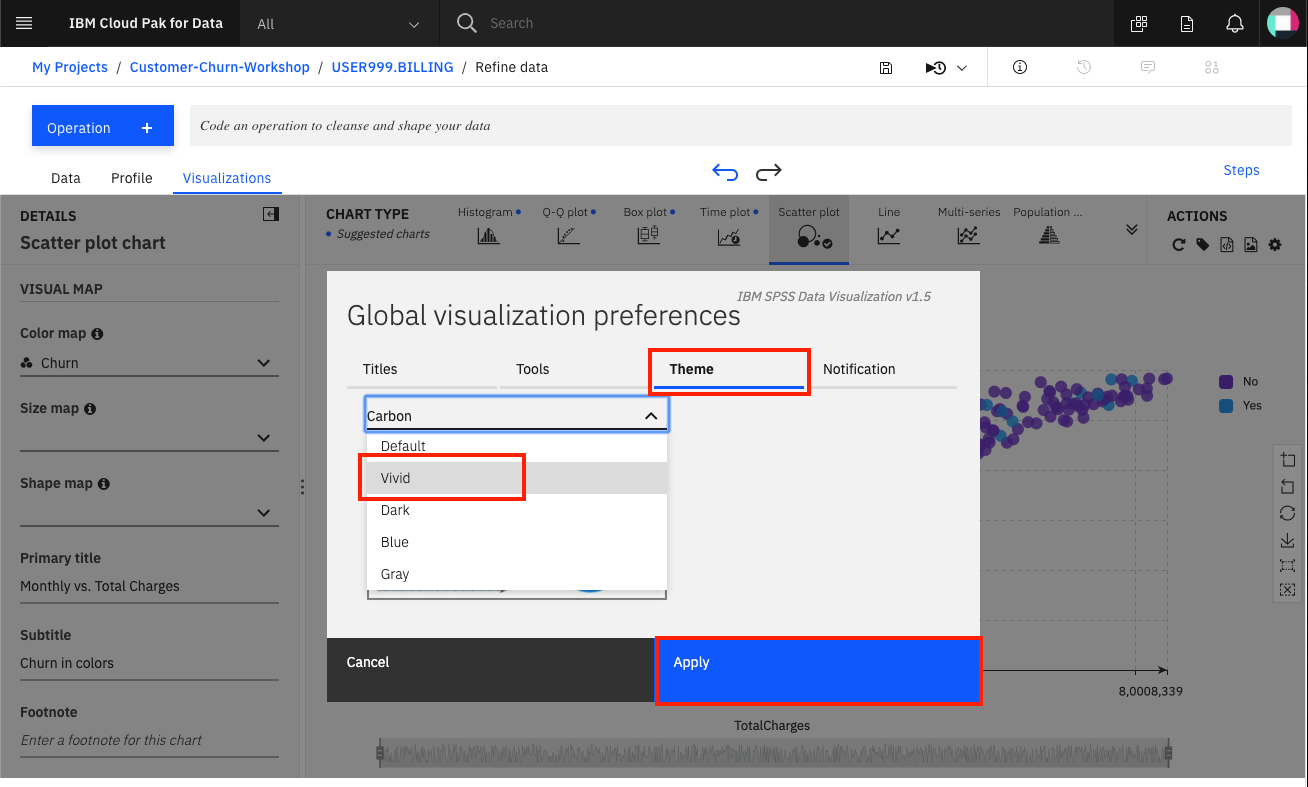 IBM Cloud Pak for Data
All
Search
My Projects / Customer-Churn-Workshop / USER999.BILLING / Refine data
Operation +
Code an operation to cleanse and shape your data
Data
Profile
Visualizations
Steps
DETAILS
Scatter plot chart
CHART TYPE
Suggested charts
Histogram
Q-Q plot
Box plot
Time plot
Scatter plot
Line
Multi-series
Population ...
ACTIONS
VISUAL MAP
Color map
Churn
Size map
Shape map
Primary title
Monthly vs. Total Charges
Subtitle
Churn in colors
Footnote
Enter a footnote for this chart
IBM SPSS Data Visualization v1.5
Global visualization preferences
Titles
Tools
Theme
Notification
Carbon
Default
Vivid
Dark
Blue
Gray
Cancel
Apply
No
Yes
8,0008,339
TotalCharges